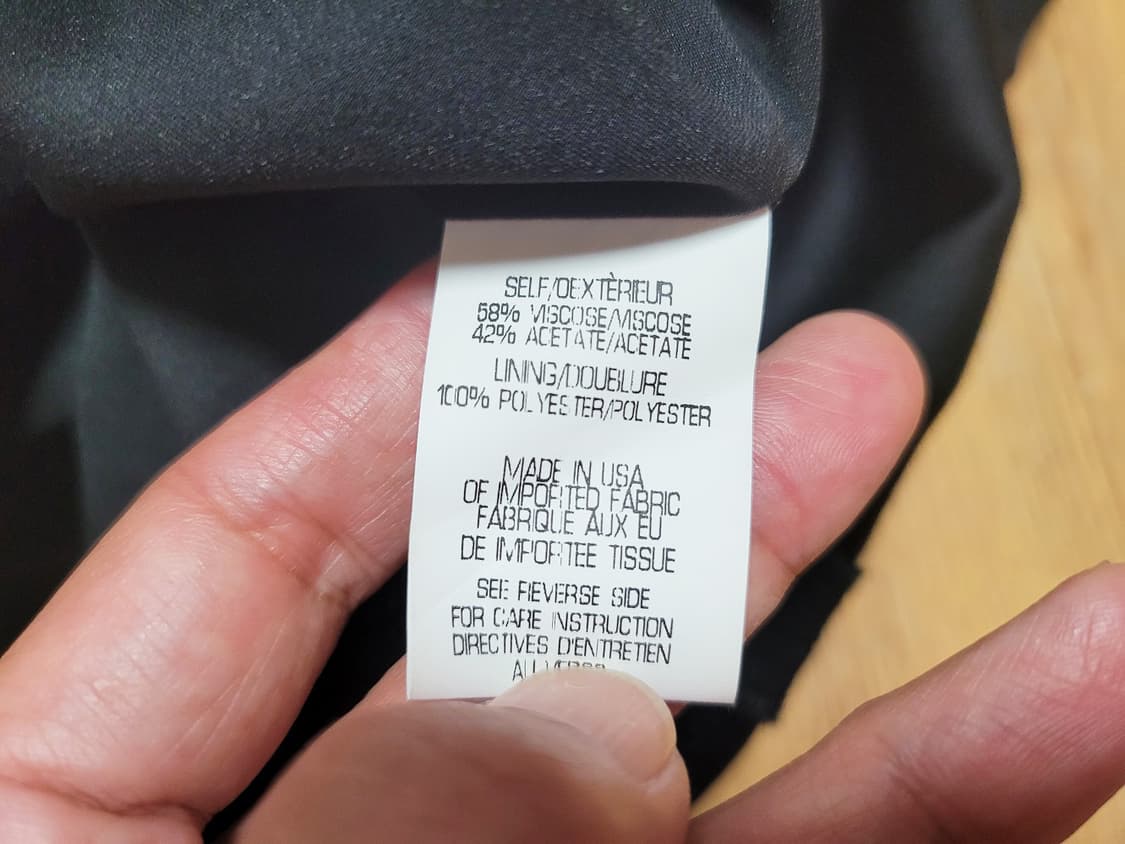 SELF/DEXTÈRIEUR
58% VISCOSE/VISCOSE
42% ACETATE/ACETATE
LINING/DOUBLURE
100% POLYESTER/POLYESTER
MADE IN USA
OF IMPORTED FABRIC
FABRIQUE AUX EU
DE IMPORTEE TISSUE
SEE REVERSE SIDE
FOR CARE INSTRUCTION
DIRECTIVES D'ENTRETIEN
AU